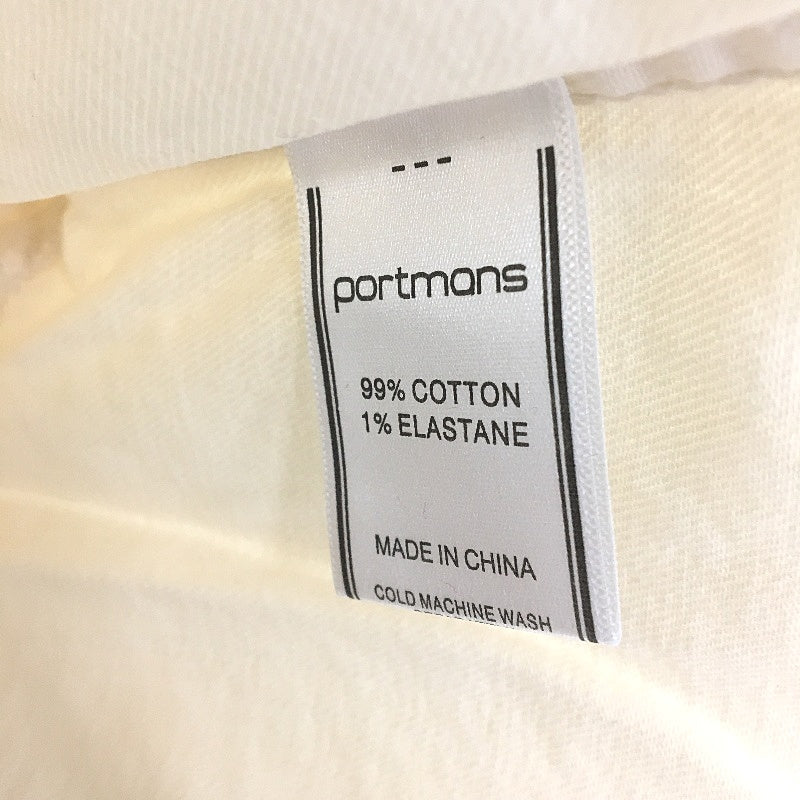 ---
portmans
99% COTTON
1% ELASTANE
MADE IN CHINA
COLD MACHINE WASH